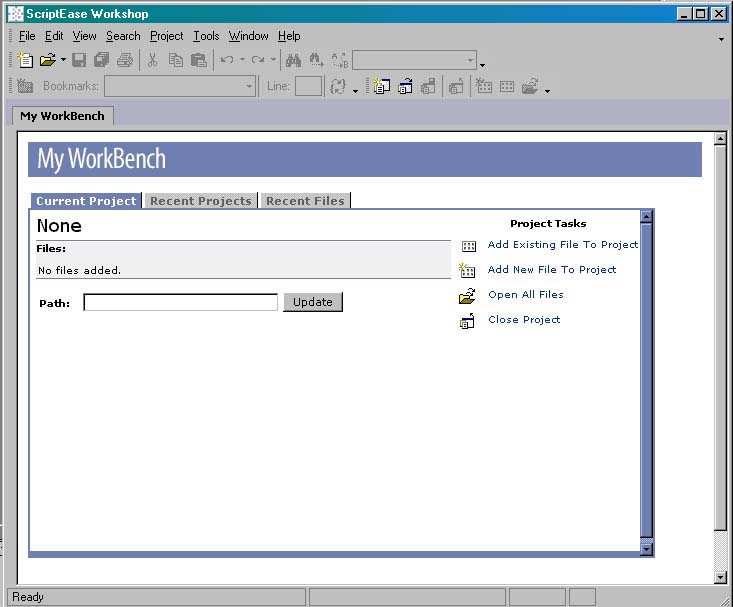 ScriptEase Workshop
File Edit View Search Project Tools Window Help
Bookmarks: Line:
My WorkBench
My WorkBench
Current Project Recent Projects Recent Files
None
Files:
No files added.
Path: Update
Project Tasks
Add Existing File To Project
Add New File To Project
Open All Files
Close Project
Ready